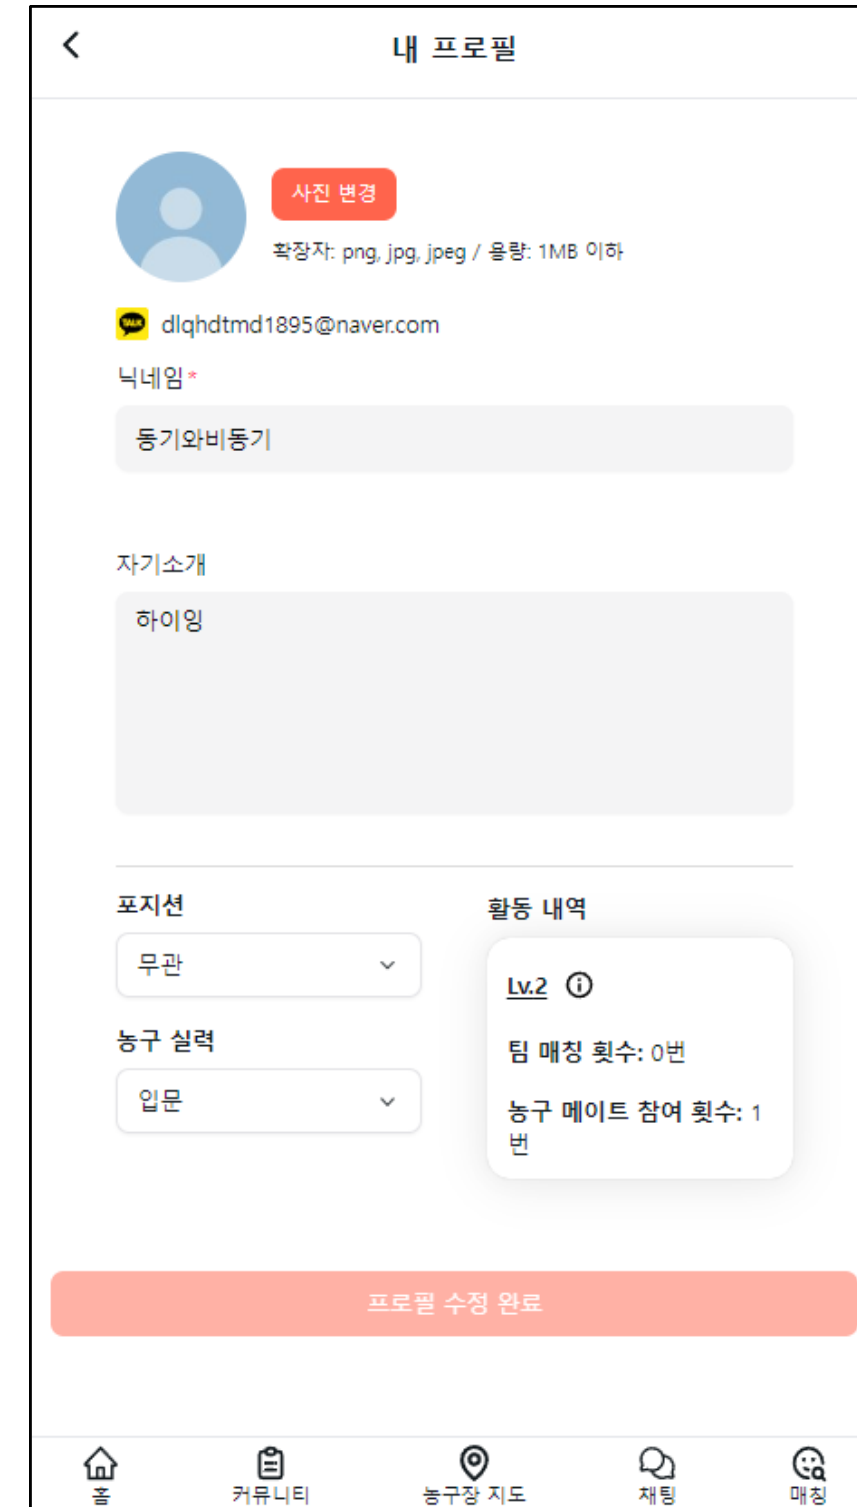 내 프로필
사진 변경
확장자: png, jpg, jpeg / 용량: 1MB 이하
TALK
dlqhdtmd1895@naver.com
닉네임*
동기와비동기
자기소개
하이잉
포지션
무관
농구 실력
입문
활동 내역
Lv.2
팀 매칭 횟수: 0번
농구 메이트 참여 횟수: 1
번
프로필 수정 완료
홈
커뮤니티
농구장 지도
채팅
매칭